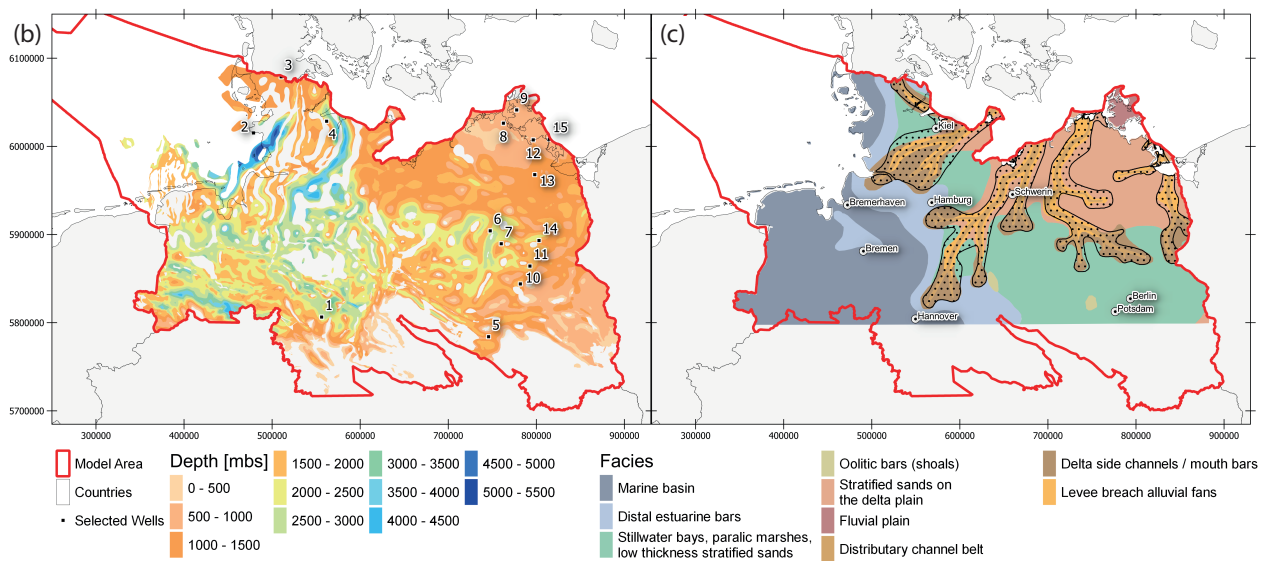 (b)
(c)
6100000
6000000
5900000
5800000
5700000
3
2
4
9
8
15
12
13
6
7
14
11
10
1
5
Kiel
Bremerhaven
Hamburg
Schwerin
Bremen
Berlin
Potsdam
Hannover
300000 400000 500000 600000 700000 800000 900000
300000 400000 500000 600000 700000 800000 900000
Model Area
Countries
Selected Wells
Depth [mbs]
0 - 500
500 - 1000
1000 - 1500
1500 - 2000
2000 - 2500
2500 - 3000
3000 - 3500
3500 - 4000
4000 - 4500
4500 - 5000
5000 - 5500
Facies
Marine basin
Distal estuarine bars
Stillwater bays, paralic marshes,
low thickness stratified sands
Oolitic bars (shoals)
Stratified sands on
the delta plain
Fluvial plain
Distributary channel belt
Delta side channels / mouth bars
Levee breach alluvial fans